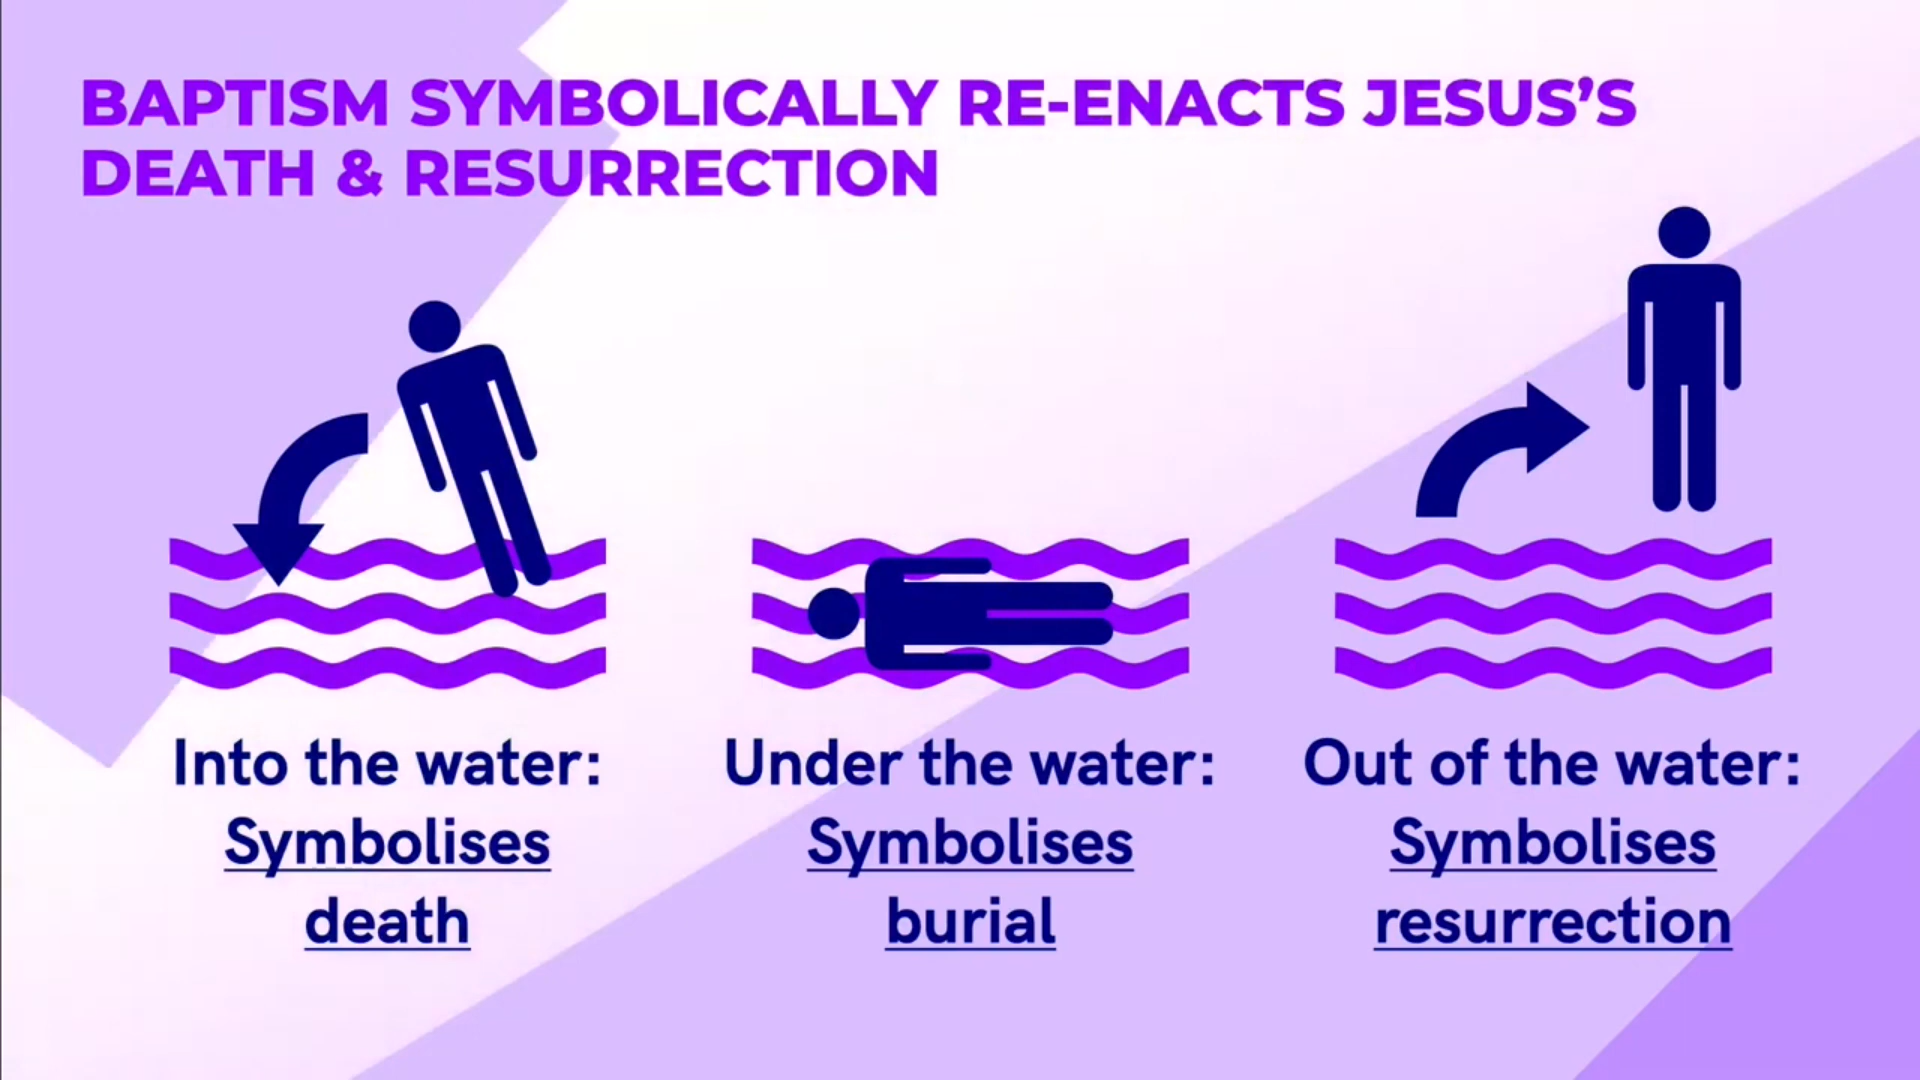 BAPTISM SYMBOLICALLY RE-ENACTS JESUS’S
DEATH & RESURRECTION
Into the water:
Symbolises
death
Under the water:
Symbolises
burial
Out of the water:
Symbolises
resurrection